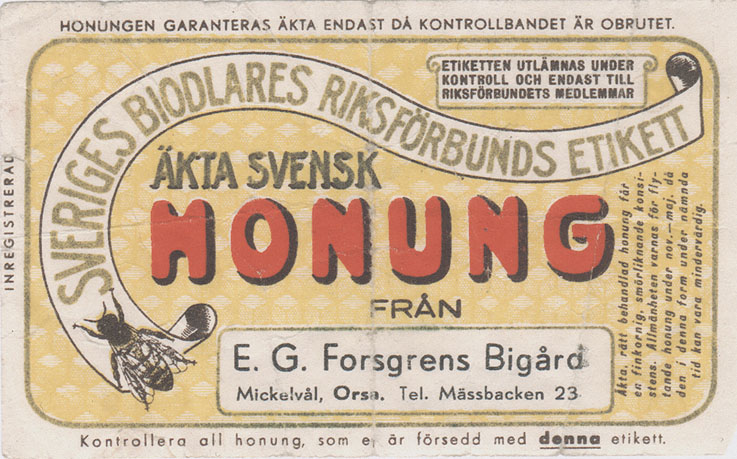 HONUNGEN GARANTERAS ÄKTA ENDAST DÅ KONTROLLBANDET ÄR OBRUTET.
SVERIGES BIODLARES RIKSFÖRBUNDS ETIKETT
ETIKETTEN UTLÄMNAS UNDER
KONTROLL OCH ENDAST TILL
RIKSFÖRBUNDETS MEDLEMMAR
INREGISTRERAD
ÄKTA SVENSK
HONUNG
FRÅN
E. G. Forsgrens Bigård
Mickelvål, Orsa. Tel. Mässbacken 23
Äkta, rätt behandlad honung får
en finkornig, smörliknande konsi-
stens. Allmänheten varnas för fly-
tande honung under nov.—maj, då
den i denna form under nämnda
tid kan vara mindervärdig.
Kontrollera all honung, som ej är försedd med denna etikett.